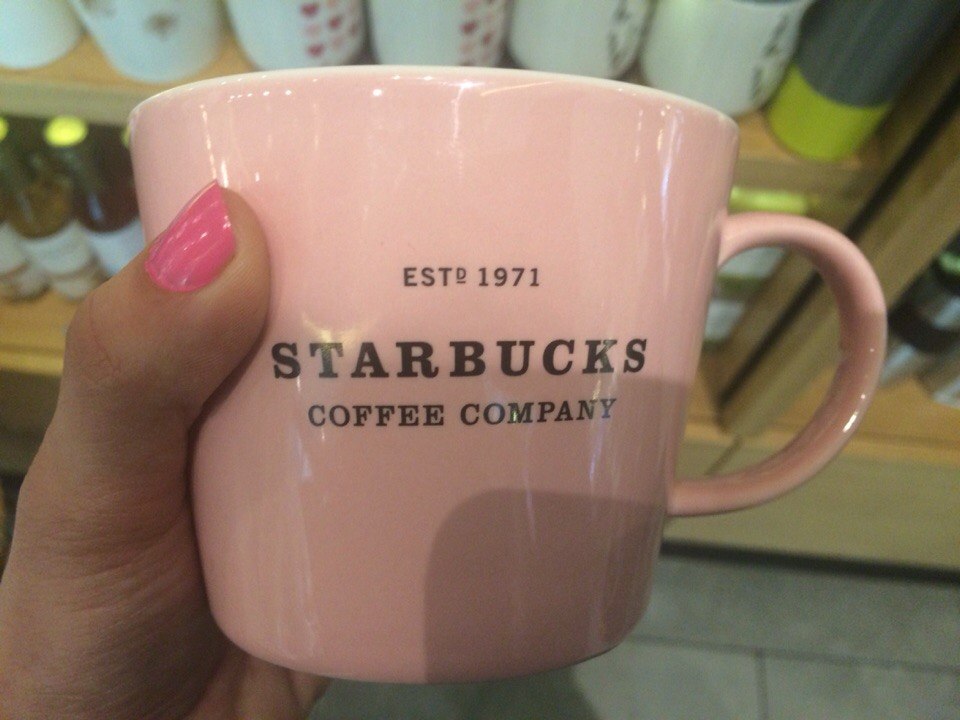 ESTD 1971
STARBUCKS
COFFEE COMPANY